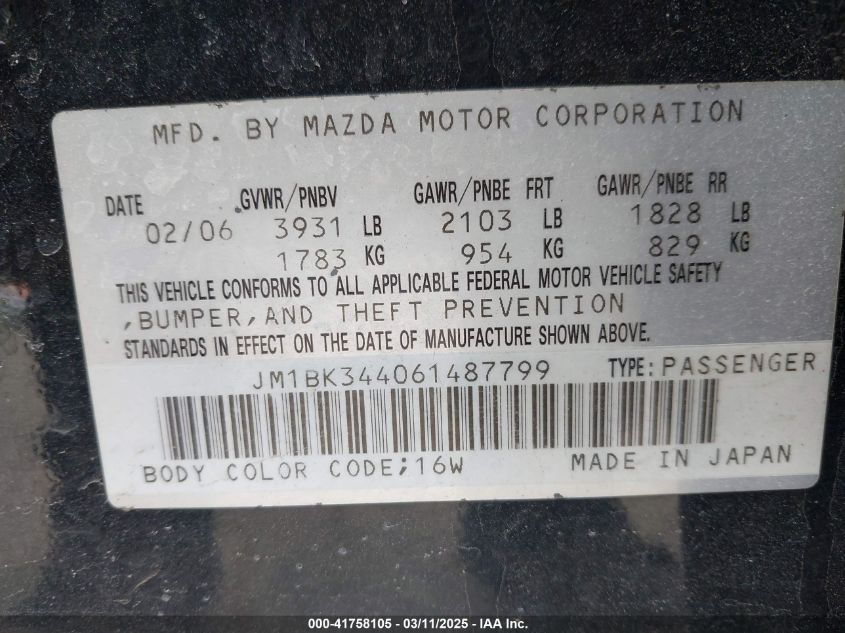 MFD. BY MAZDA MOTOR CORPORATION
DATE GVWR/PNBV GAWR/PNBE FRT GAWR/PNBE RR
02/06 3931 LB 2103 LB 1828 LB
1783 KG 954 KG 829 KG
THIS VEHICLE CONFORMS TO ALL APPLICABLE FEDERAL MOTOR VEHICLE SAFETY
,BUMPER,AND THEFT PREVENTION
STANDARDS IN EFFECT ON THE DATE OF MANUFACTURE SHOWN ABOVE.
JM1BK344061487799 TYPE:PASSENGER
BODY COLOR CODE;16W MADE IN JAPAN
000-41758105 - 03/11/2025 - IAAI, Inc.